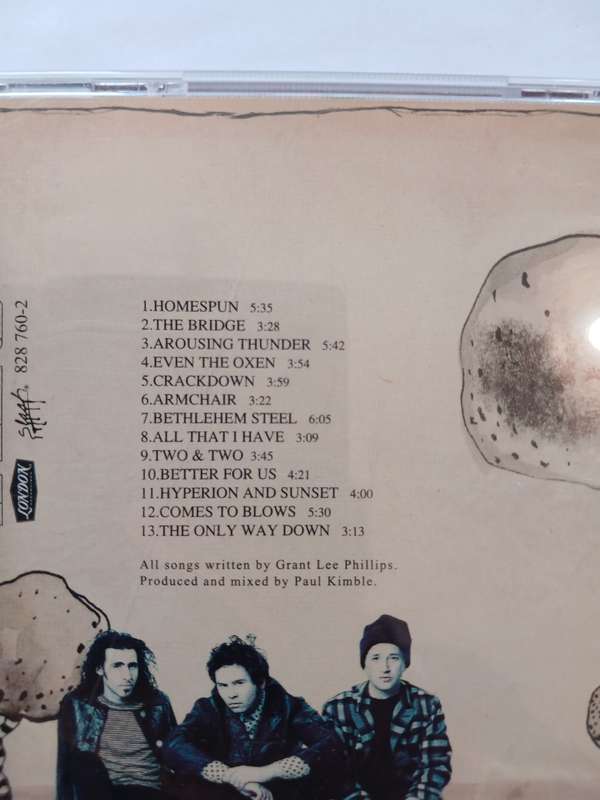 1.HOMESPUN 5:35
2.THE BRIDGE 3:28
3.AROUSING THUNDER 5:42
4.EVEN THE OXEN 3:54
5.CRACKDOWN 3:59
6.ARMCHAIR 3:22
7.BETHLEHEM STEEL 6:05
8.ALL THAT I HAVE 3:09
9.TWO & TWO 3:45
10.BETTER FOR US 4:21
11.HYPERION AND SUNSET 4:00
12.COMES TO BLOWS 5:30
13.THE ONLY WAY DOWN 3:13
All songs written by Grant Lee Phillips.
Produced and mixed by Paul Kimble.
828 760-2
LONDON